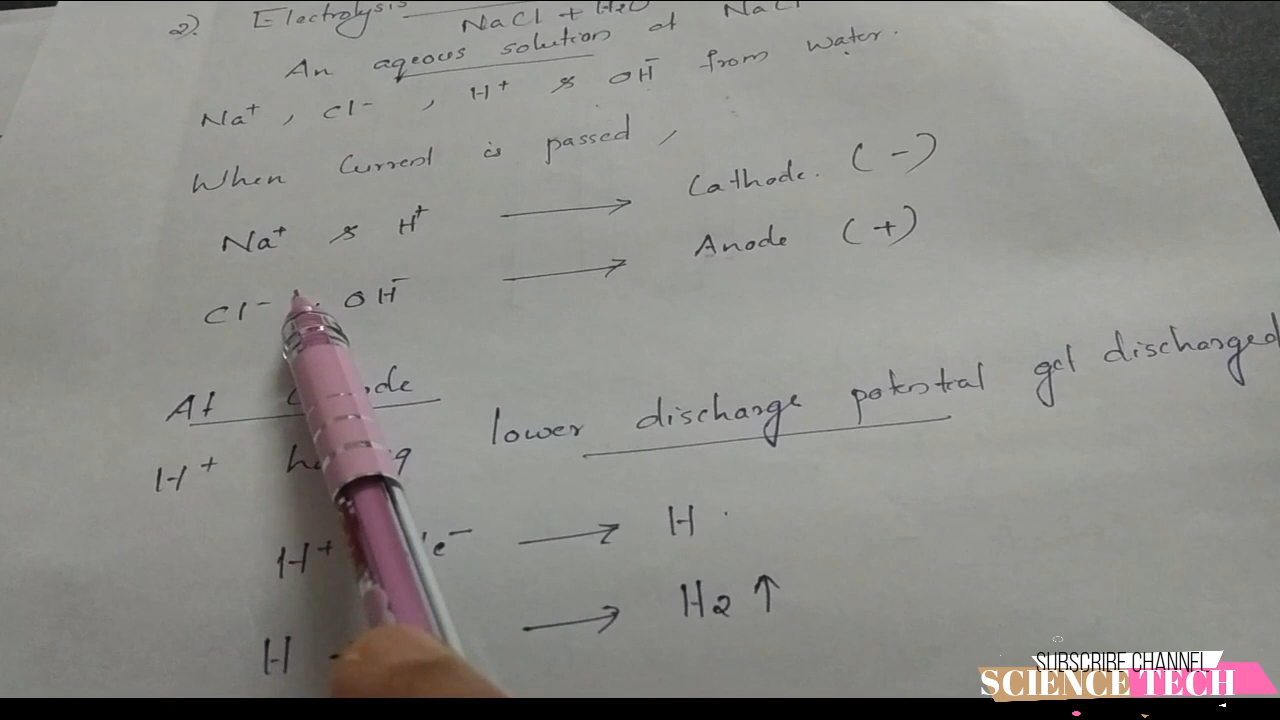 2). Electrolysis
NaCl + H2O
An aqeous solution of NaCl
Na+, Cl-, H+ & OH- from water.
When Current is passed,
Na+ & H+ → Cathode. (-)
Cl- OH- → Anode (+)
At
H+ lower discharge potential get discharged
H+ e- → H
H → H2 ↑
SUBSCRIBE CHANNEL
SCIENCE TECH